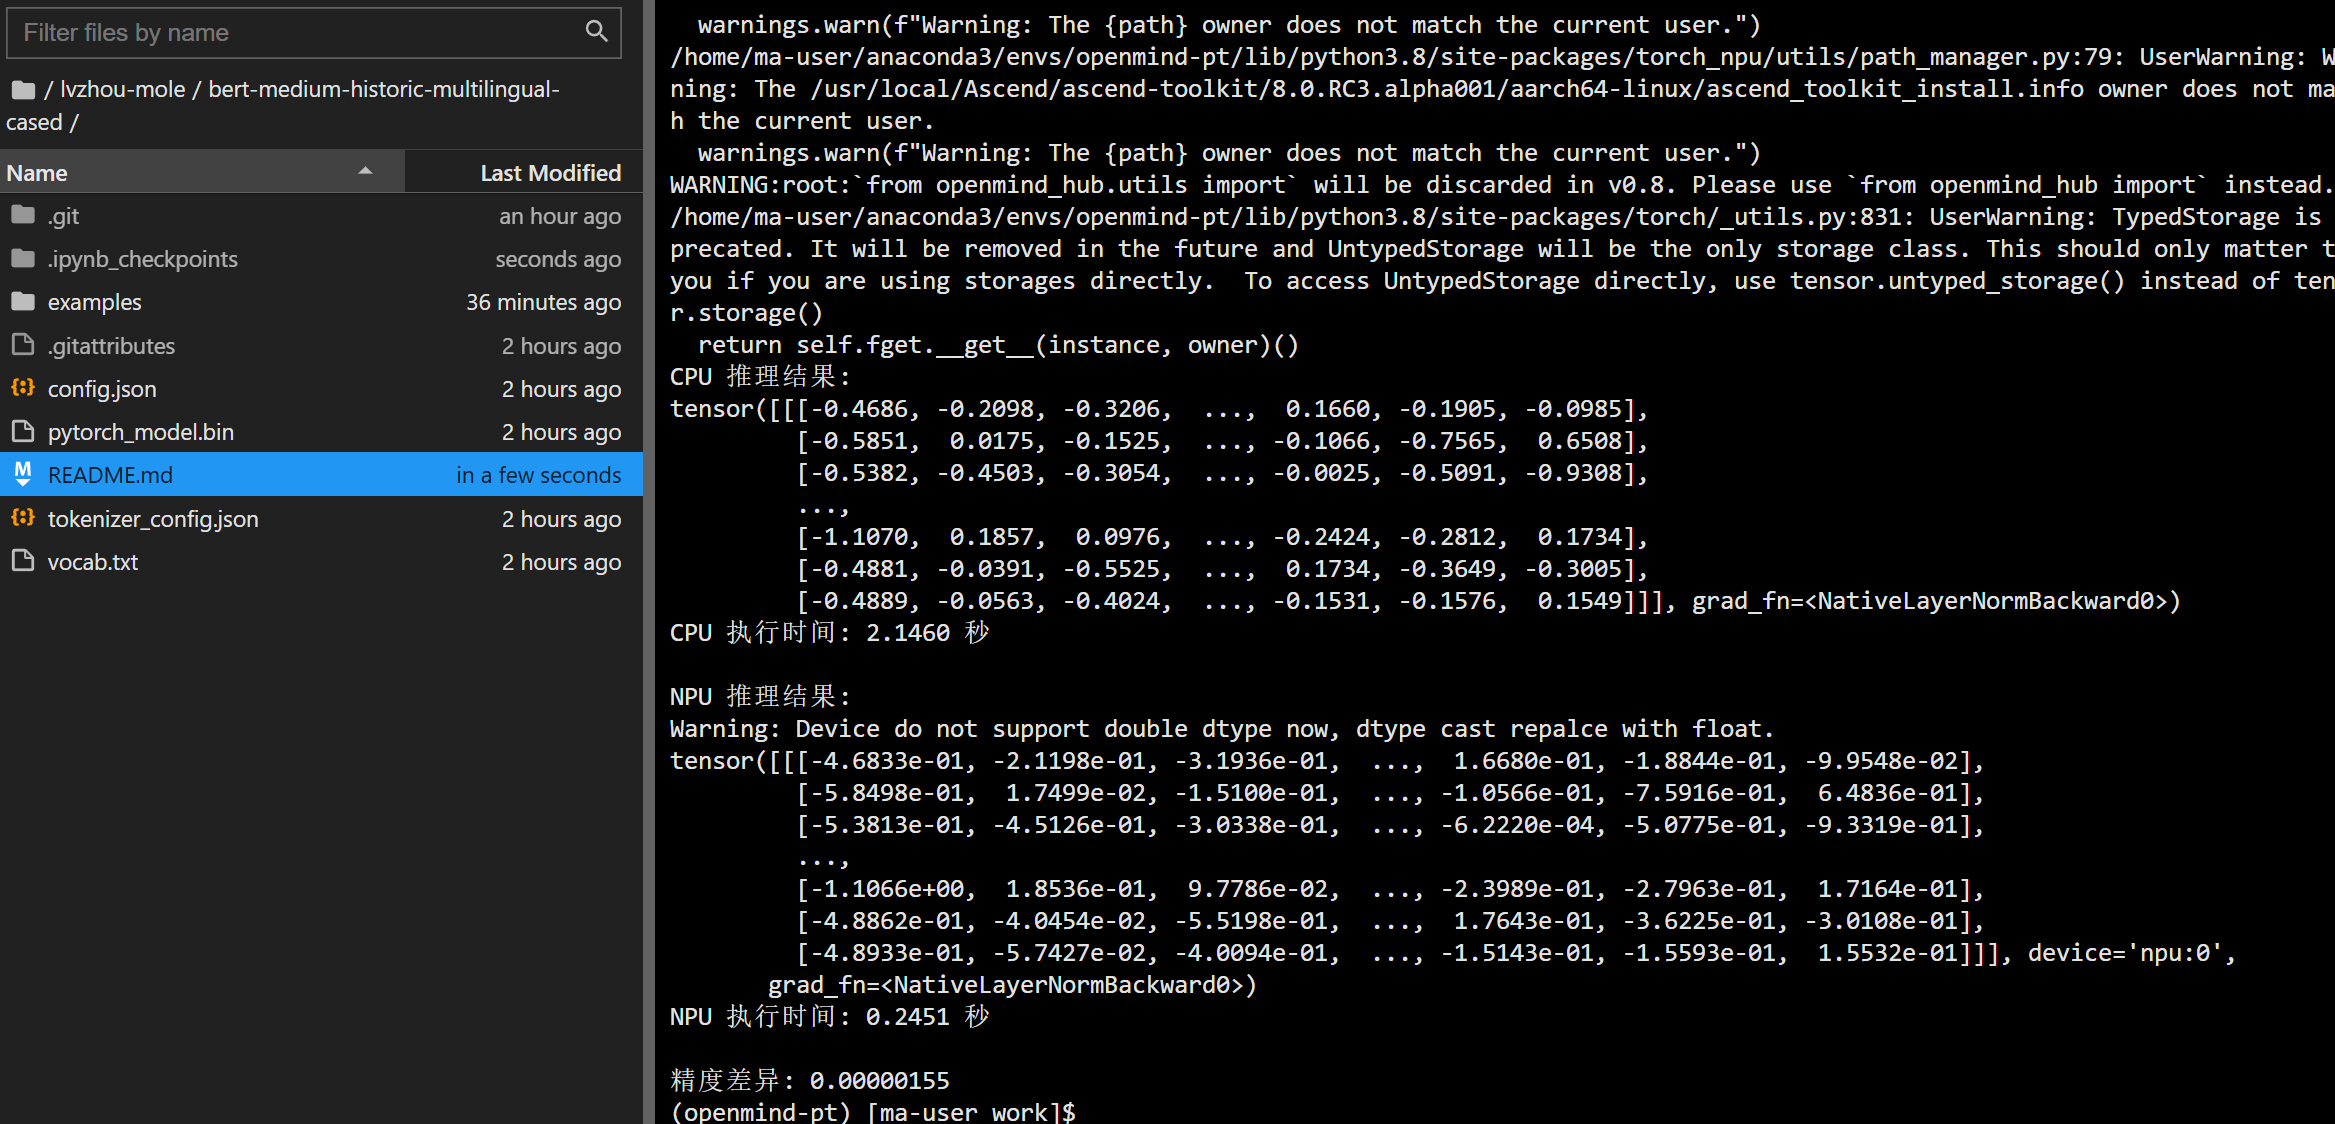 Filter files by name
/ lvzhou-mole / bert-medium-historic-multilingual-
cased /
Name Last Modified
.git an hour ago
.ipynb_checkpoints seconds ago
examples 36 minutes ago
.gitattributes 2 hours ago
config.json 2 hours ago
pytorch_model.bin 2 hours ago
README.md in a few seconds
tokenizer_config.json 2 hours ago
vocab.txt 2 hours ago
  warnings.warn(f"Warning: The {path} owner does not match the current user.")
/home/ma-user/anaconda3/envs/openmind-pt/lib/python3.8/site-packages/torch_npu/utils/path_manager.py:79: UserWarning: W
ning: The /usr/local/Ascend/ascend-toolkit/8.0.RC3.alpha001/aarch64-linux/ascend_toolkit_install.info owner does not ma
h the current user.
  warnings.warn(f"Warning: The {path} owner does not match the current user.")
WARNING:root:`from openmind_hub.utils import` will be discarded in v0.8. Please use `from openmind_hub import` instead.
/home/ma-user/anaconda3/envs/openmind-pt/lib/python3.8/site-packages/torch/_utils.py:831: UserWarning: TypedStorage is
precated. It will be removed in the future and UntypedStorage will be the only storage class. This should only matter t
you if you are using storages directly.  To access UntypedStorage directly, use tensor.untyped_storage() instead of ten
r.storage()
  return self.fget.__get__(instance, owner)()
CPU 推理结果:
tensor([[[-0.4686, -0.2098, -0.3206,  ...,  0.1660, -0.1905, -0.0985],
         [-0.5851,  0.0175, -0.1525,  ..., -0.1066, -0.7565,  0.6508],
         [-0.5382, -0.4503, -0.3054,  ..., -0.0025, -0.5091, -0.9308],
         ...,
         [-1.1070,  0.1857,  0.0976,  ..., -0.2424, -0.2812,  0.1734],
         [-0.4881, -0.0391, -0.5525,  ...,  0.1734, -0.3649, -0.3005],
         [-0.4889, -0.0563, -0.4024,  ..., -0.1531, -0.1576,  0.1549]]], grad_fn=<NativeLayerNormBackward0>)
CPU 执行时间: 2.1460 秒
NPU 推理结果:
Warning: Device do not support double dtype now, dtype cast repalce with float.
tensor([[[-4.6833e-01, -2.1198e-01, -3.1936e-01,  ...,  1.6680e-01, -1.8844e-01, -9.9548e-02],
         [-5.8498e-01,  1.7499e-02, -1.5100e-01,  ..., -1.0566e-01, -7.5916e-01,  6.4836e-01],
         [-5.3813e-01, -4.5126e-01, -3.0338e-01,  ..., -6.2220e-04, -5.0775e-01, -9.3319e-01],
         ...,
         [-1.1066e+00,  1.8536e-01,  9.7786e-02,  ..., -2.3989e-01, -2.7963e-01,  1.7164e-01],
         [-4.8862e-01, -4.0454e-02, -5.5198e-01,  ...,  1.7643e-01, -3.6225e-01, -3.0108e-01],
         [-4.8933e-01, -5.7427e-02, -4.0094e-01,  ..., -1.5143e-01, -1.5593e-01,  1.5532e-01]]], device='npu:0',
       grad_fn=<NativeLayerNormBackward0>)
NPU 执行时间: 0.2451 秒
精度差异: 0.00000155
(openmind-pt) [ma-user work]$